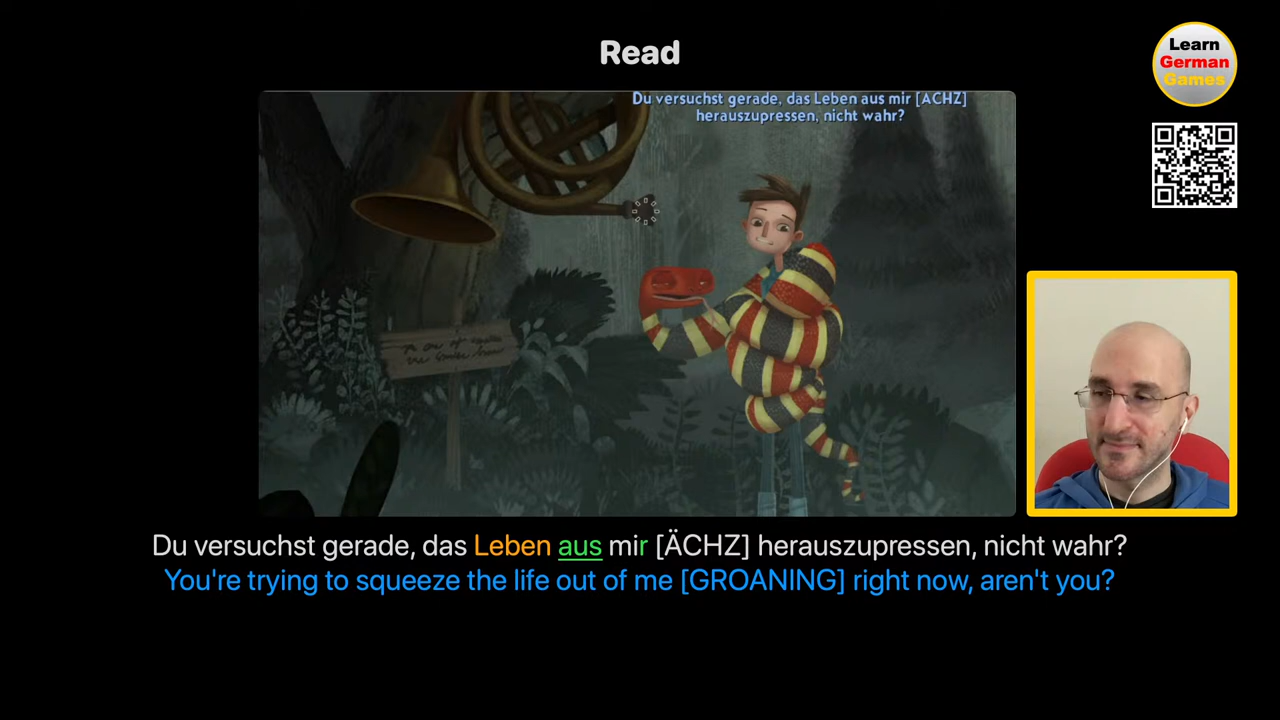 Read
Learn
German
Games
Du versuchst gerade, das Leben aus mir [ÄCHZ]
herauszupressen, nicht wahr?
Du versuchst gerade, das Leben aus mir [ÄCHZ] herauszupressen, nicht wahr?
You're trying to squeeze the life out of me [GROANING] right now, aren't you?